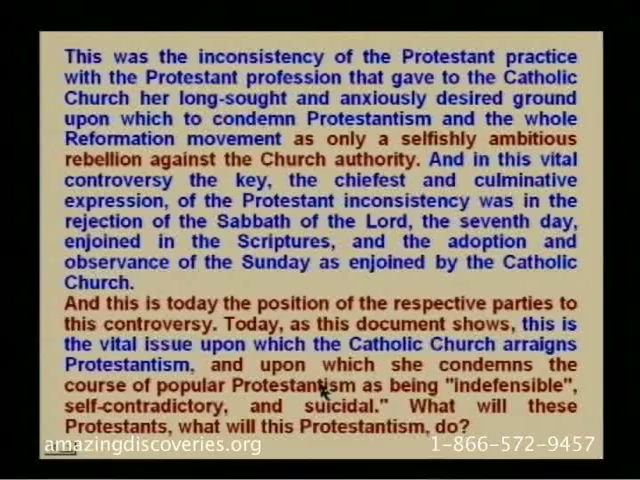 This was the inconsistency of the Protestant practice
with the Protestant profession that gave to the Catholic
Church her long-sought and anxiously desired ground
upon which to condemn Protestantism and the whole
Reformation movement as only a selfishly ambitious
rebellion against the Church authority. And in this vital
controversy the key, the chiefest and culminative
expression, of the Protestant inconsistency was in the
rejection of the Sabbath of the Lord, the seventh day,
enjoined in the Scriptures, and the adoption and
observance of the Sunday as enjoined by the Catholic
Church.
And this is today the position of the respective parties to
this controversy. Today, as this document shows, this is
the vital issue upon which the Catholic Church arraigns
Protestantism, and upon which she condemns the
course of popular Protestantism as being "indefensible",
self-contradictory, and suicidal." What will these
Protestants, what will this Protestantism, do?
amazingdiscoveries.org 1-866-572-9457